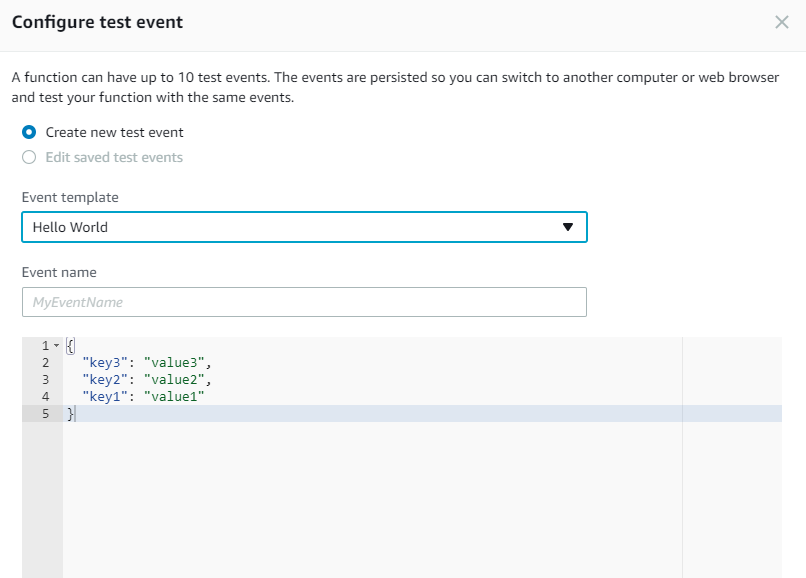 Configure test event
A function can have up to 10 test events. The events are persisted so you can switch to another computer or web browser
and test your function with the same events.
Create new test event
Edit saved test events
Event template
Hello World
Event name
MyEventName
1 {
2 "key3": "value3",
3 "key2": "value2",
4 "key1": "value1"
5 }